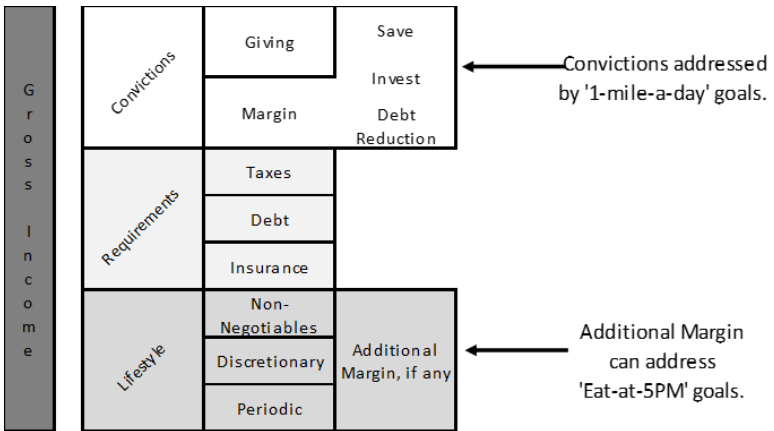 Gross Income
Convictions
Giving
Margin
Save
Invest
Debt
Reduction
Convictions addressed
by '1-mile-a-day' goals.
Requirements
Taxes
Debt
Insurance
Lifestyle
Non-
Negotiables
Discretionary
Periodic
Additional
Margin, if any
Additional Margin
can address
'Eat-at-5PM' goals.